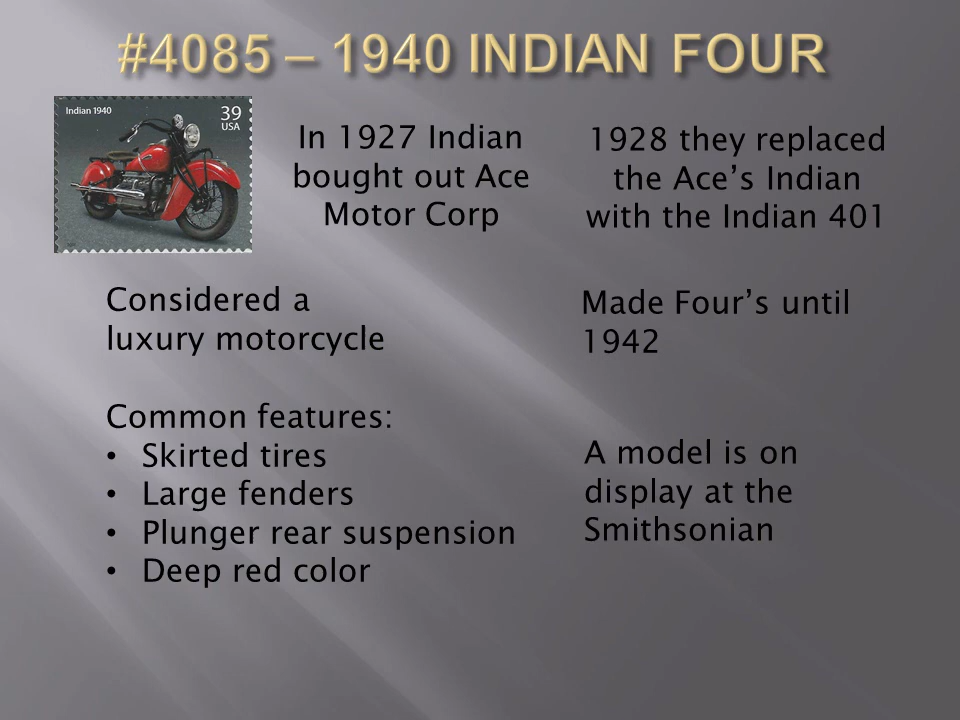 #4085 – 1940 INDIAN FOUR
Indian 1940
39
USA
In 1927 Indian
bought out Ace
Motor Corp
1928 they replaced
the Ace’s Indian
with the Indian 401
Considered a
luxury motorcycle
Made Four’s until
1942
Common features:
• Skirted tires
• Large fenders
• Plunger rear suspension
• Deep red color
A model is on
display at the
Smithsonian